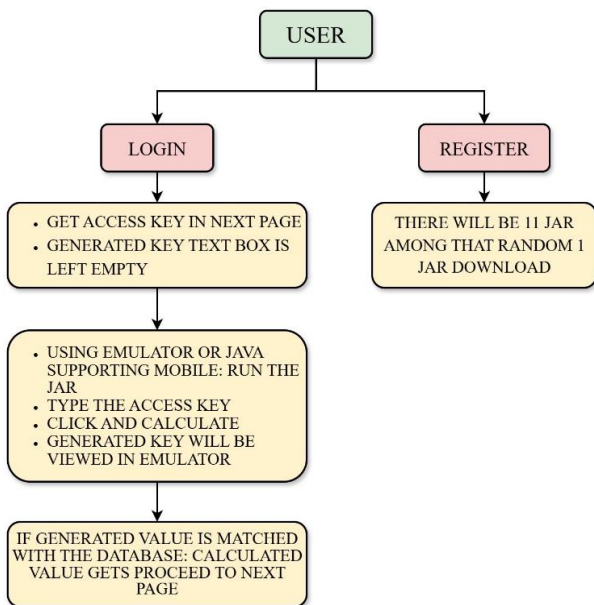 USER
LOGIN
REGISTER
• GET ACCESS KEY IN NEXT PAGE
• GENERATED KEY TEXT BOX IS
LEFT EMPTY
THERE WILL BE 11 JAR
AMONG THAT RANDOM 1
JAR DOWNLOAD
• USING EMULATOR OR JAVA
SUPPORTING MOBILE: RUN THE
JAR
• TYPE THE ACCESS KEY
• CLICK AND CALCULATE
• GENERATED KEY WILL BE
VIEWED IN EMULATOR
IF GENERATED VALUE IS MATCHED
WITH THE DATABASE: CALCULATED
VALUE GETS PROCEED TO NEXT
PAGE